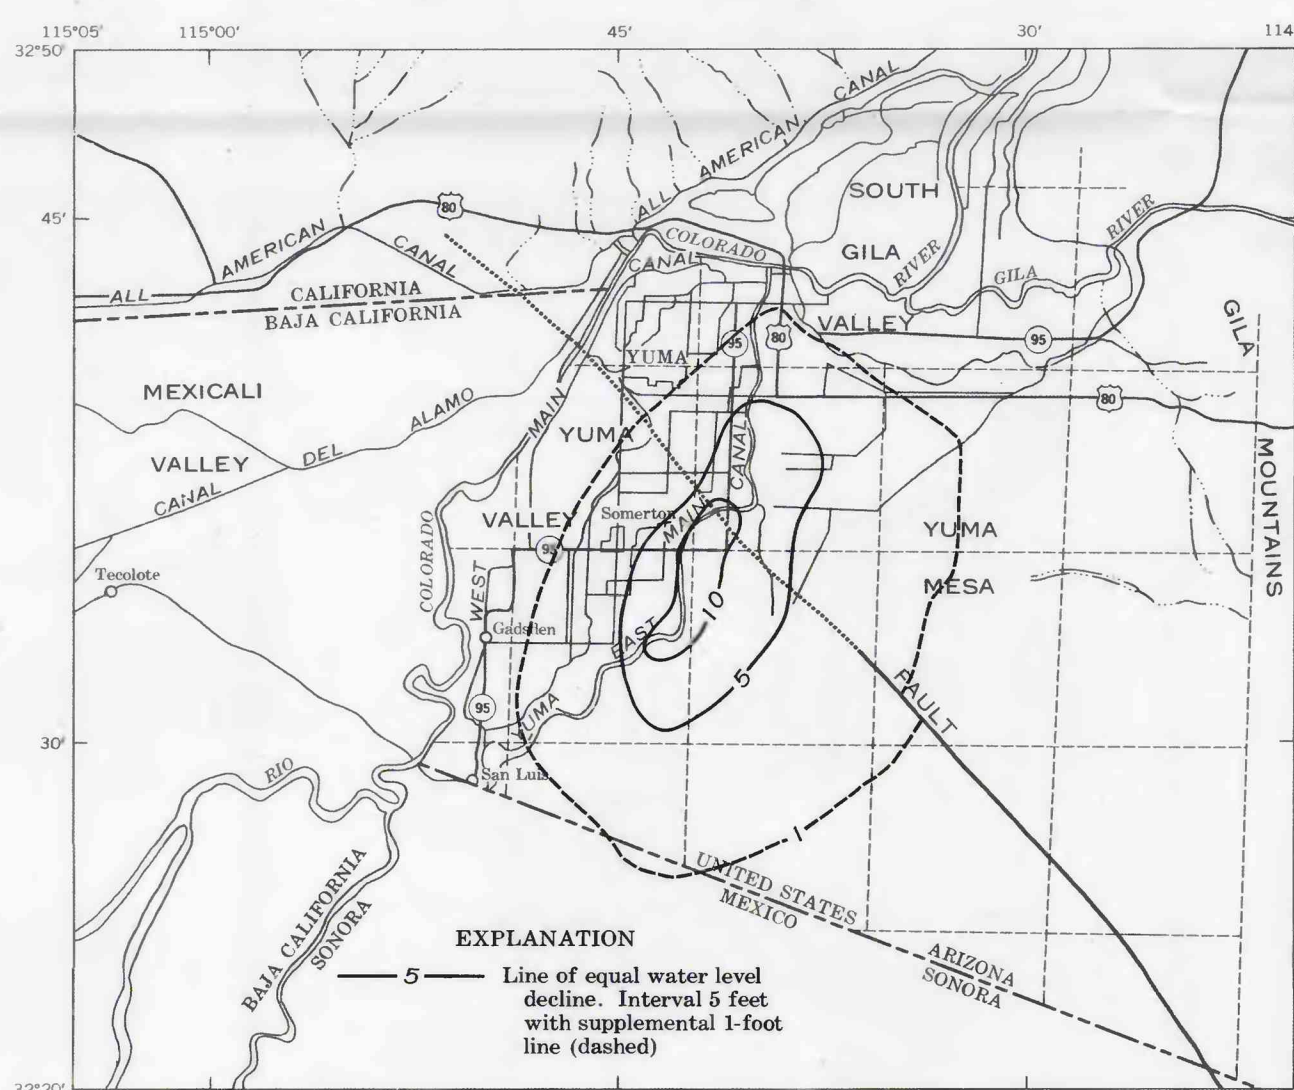 115°05′ 115°00′ 45′ 30′ 114
32°50′
ALL AMERICAN CANAL
SOUTH
GILA
VALLEY
80
45′
ALL AMERICAN CANAL
COLORADO
RIVER
GILA
RIVER
CANAL
CALIFORNIA
BAJA CALIFORNIA
GILA
MOUNTAINS
95
80
95
YUMA
80
MEXICALI
VALLEY
CANAL DEL ALAMO
MAIN
YUMA
VALLEY
CANAL
Somerton
MAIN
YUMA
MESA
95
COLORADO
WEST
Tecolote
Gadsden
EAST
10
5
FAULT
95
YUMA
30′
San Luis
RIO
1
UNITED STATES
MEXICO
BAJA CALIFORNIA
SONORA
ARIZONA
SONORA
EXPLANATION
5 Line of equal water level
decline. Interval 5 feet
with supplemental 1-foot
line (dashed)